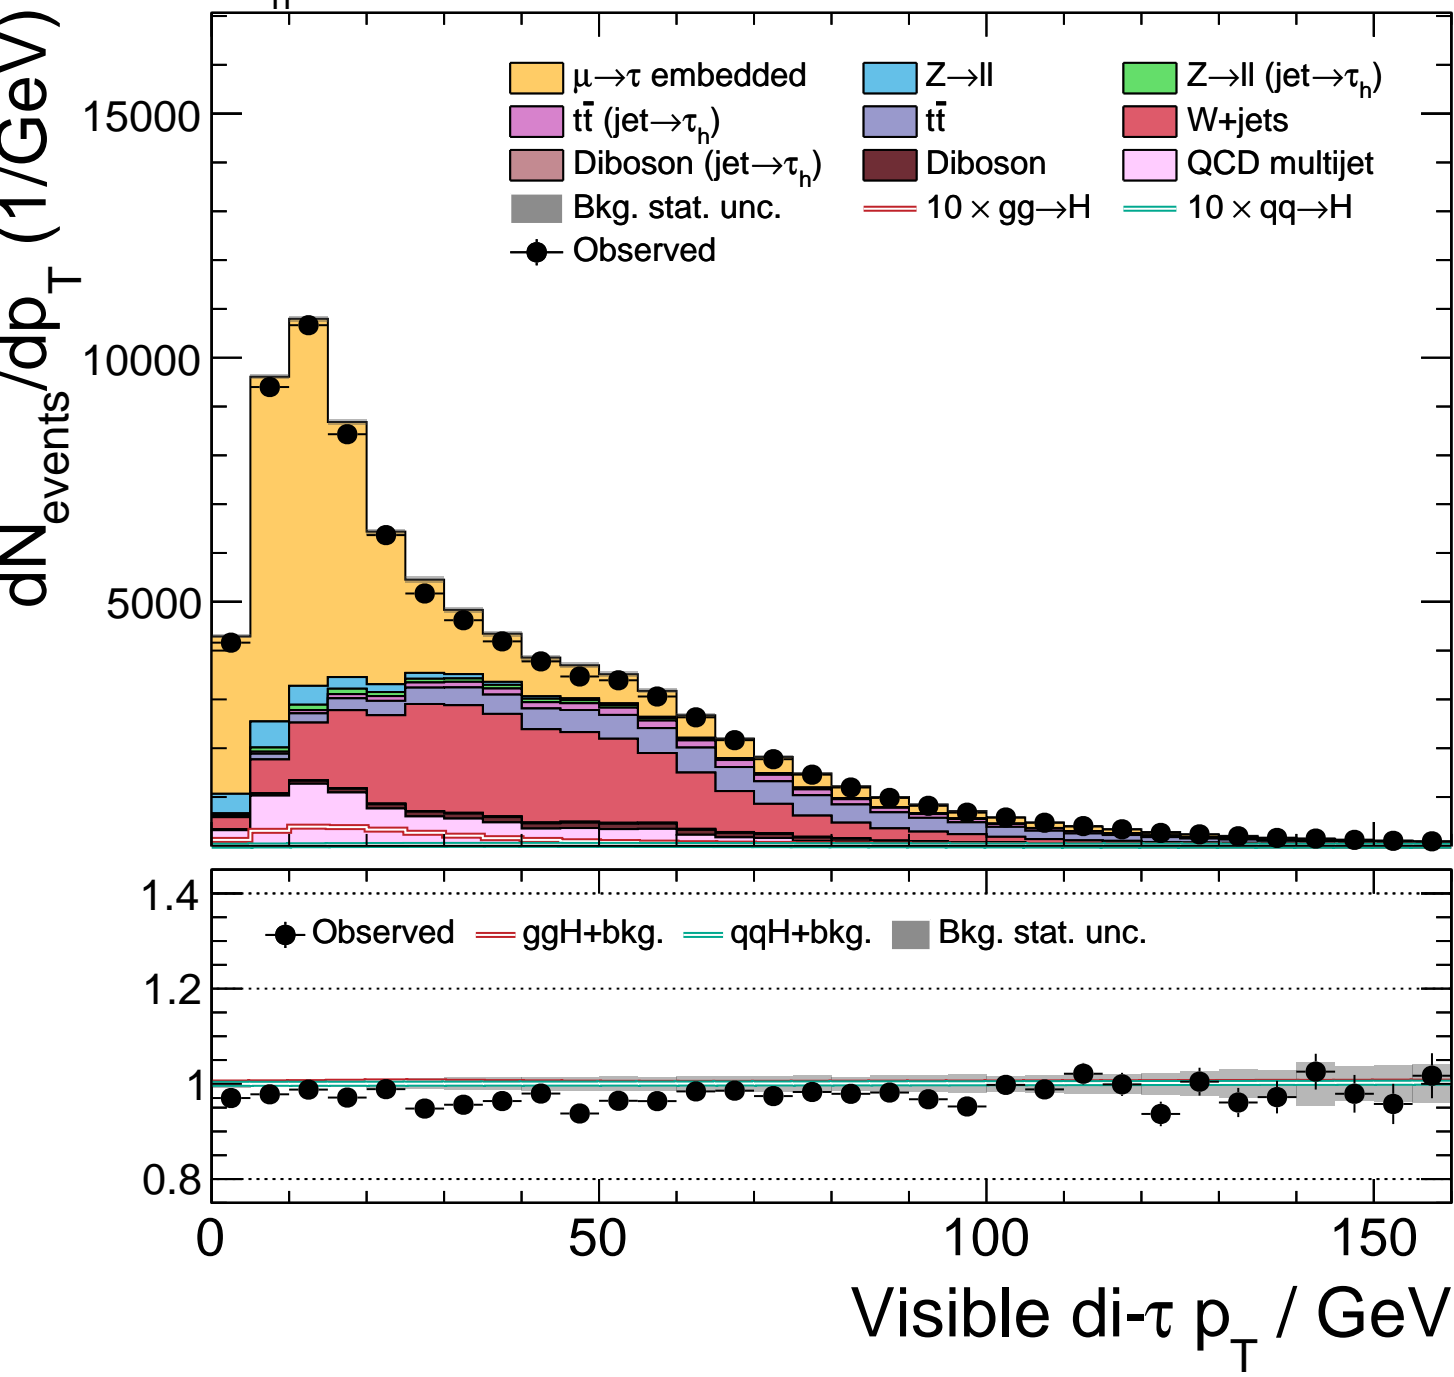 h
dN_events/dp_T (1/GeV)
15000
10000
5000
μ→τ embedded Z→ll Z→ll (jet→τ_h)
tt̄ (jet→τ_h) tt̄ W+jets
Diboson (jet→τ_h) Diboson QCD multijet
Bkg. stat. unc. 10 × gg→H 10 × qq→H
Observed
1.4
1.2
1
0.8
Observed ggH+bkg. qqH+bkg. Bkg. stat. unc.
0 50 100 150
Visible di-τ p_T / GeV